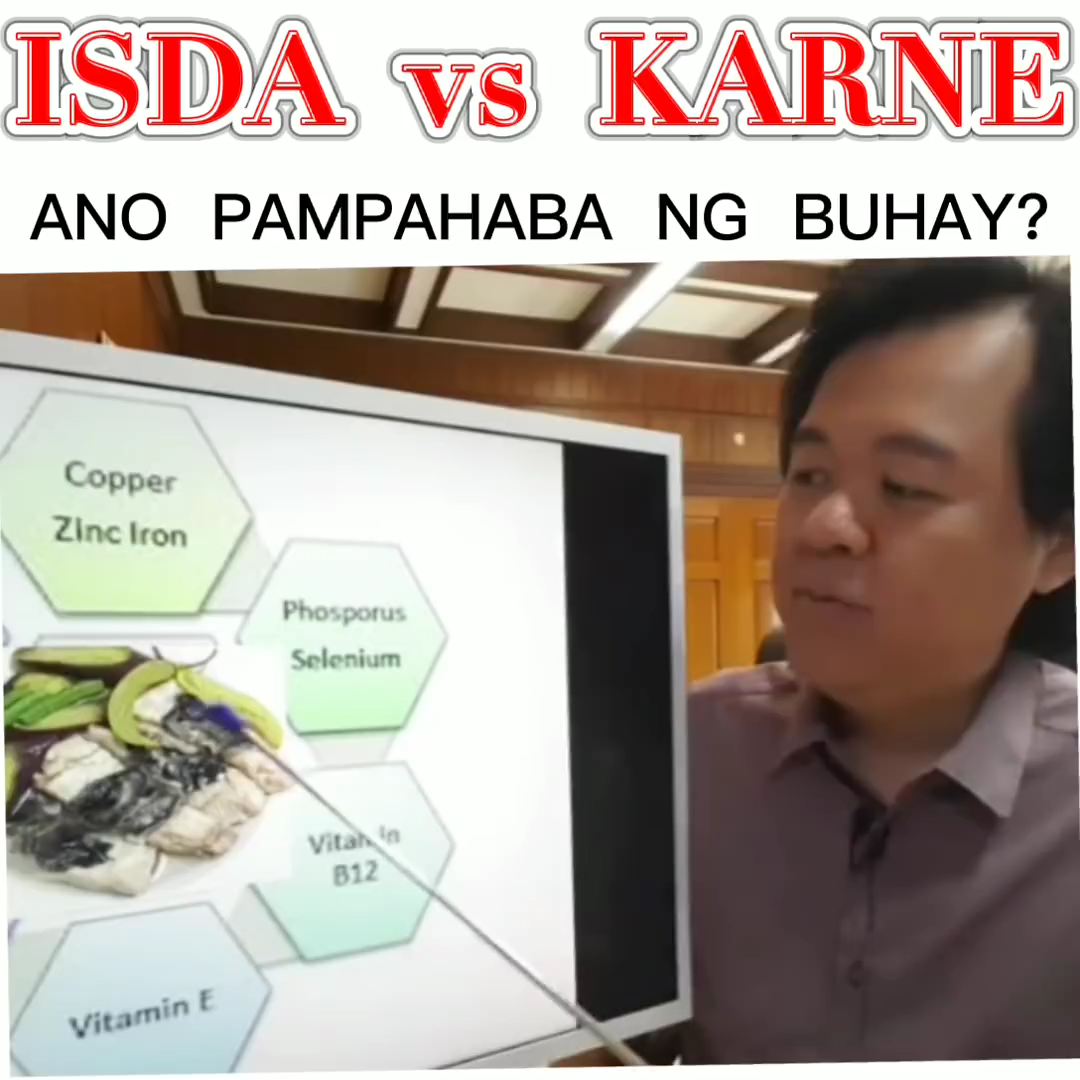 ISDA vs KARNE
ANO PAMPAHABA NG BUHAY?
Copper
Zinc Iron
Phosporus
Selenium
Vitamin
B12
Vitamin E